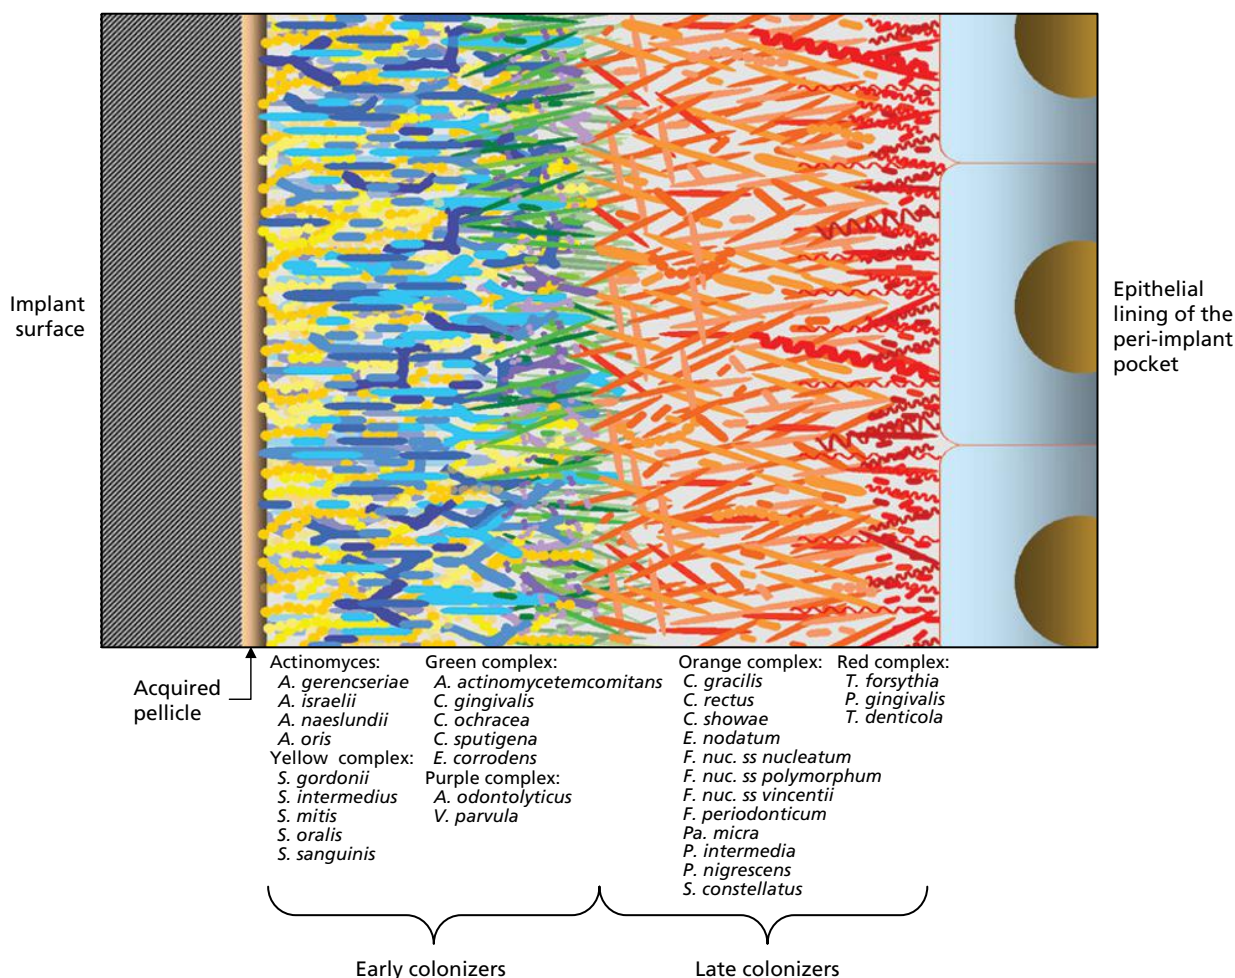 Implant
surface
Epithelial
lining of the
peri-implant
pocket
Acquired
pellicle
Actinomyces:
A. gerencseriae
A. israelii
A. naeslundii
A. oris
Yellow complex:
S. gordonii
S. intermedius
S. mitis
S. oralis
S. sanguinis
Green complex:
A. actinomycetemcomitans
C. gingivalis
C. ochracea
C. sputigena
E. corrodens
Purple complex:
A. odontolyticus
V. parvula
Orange complex:
C. gracilis
C. rectus
C. showae
E. nodatum
F. nuc. ss nucleatum
F. nuc. ss polymorphum
F. nuc. ss vincentii
F. periodonticum
Pa. micra
P. intermedia
P. nigrescens
S. constellatus
Red complex:
T. forsythia
P. gingivalis
T. denticola
Early colonizers
Late colonizers